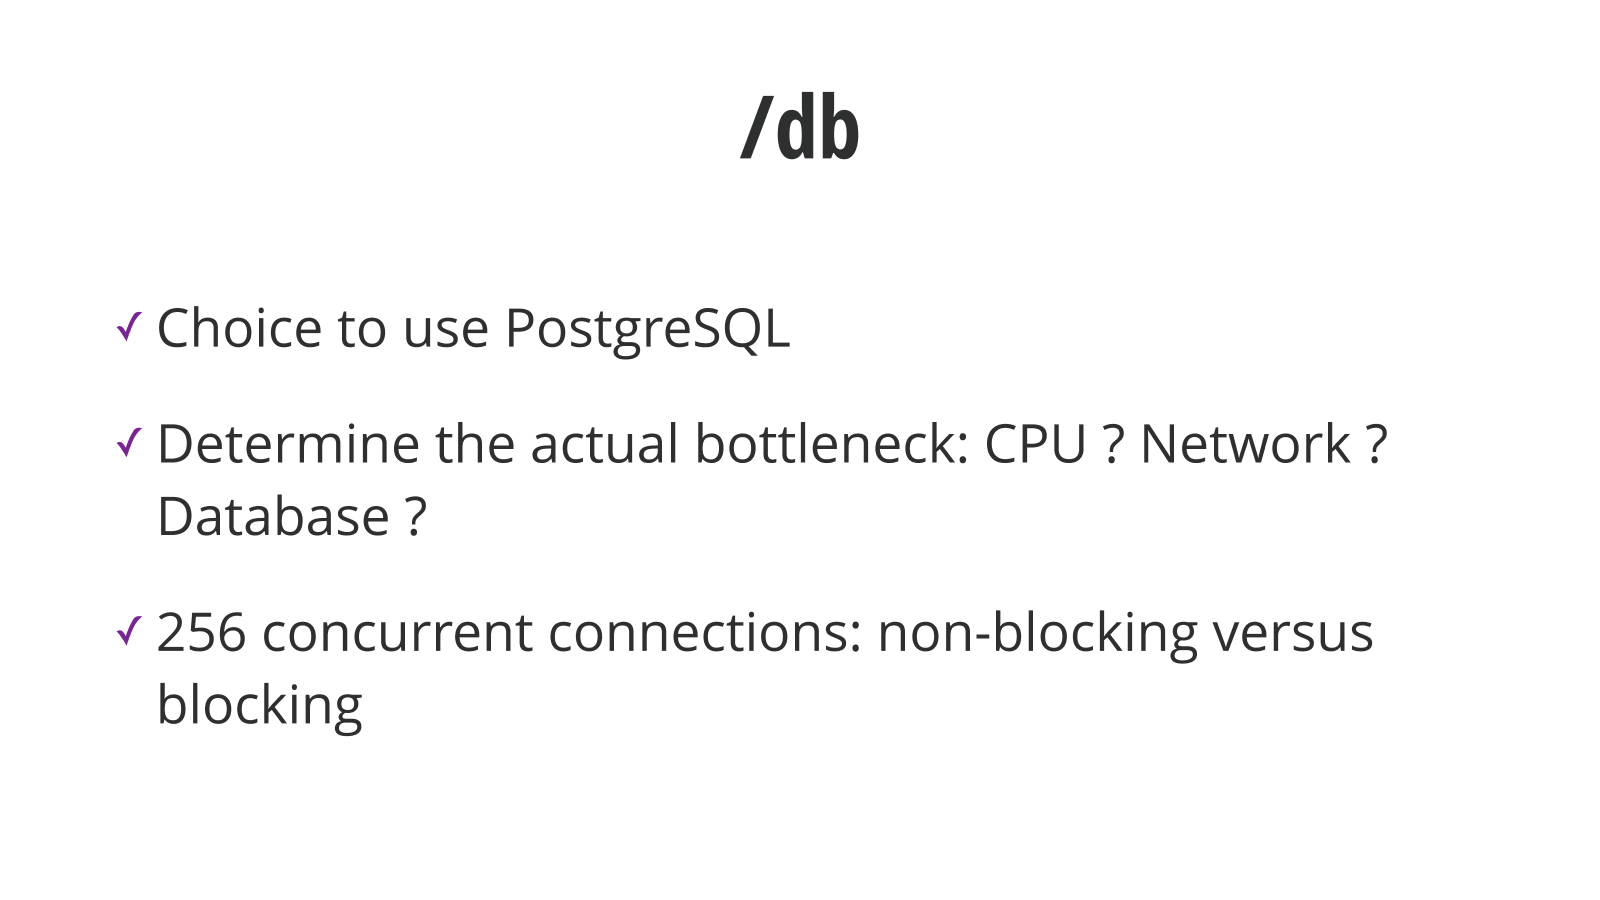 /db
✓ Choice to use PostgreSQL
✓ Determine the actual bottleneck: CPU ? Network ?
Database ?
✓ 256 concurrent connections: non-blocking versus
blocking